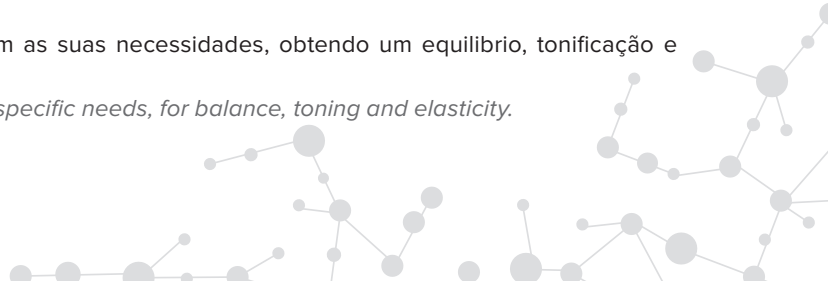 m as suas necessidades, obtendo um equilibrio, tonificação e
specific needs, for balance, toning and elasticity.